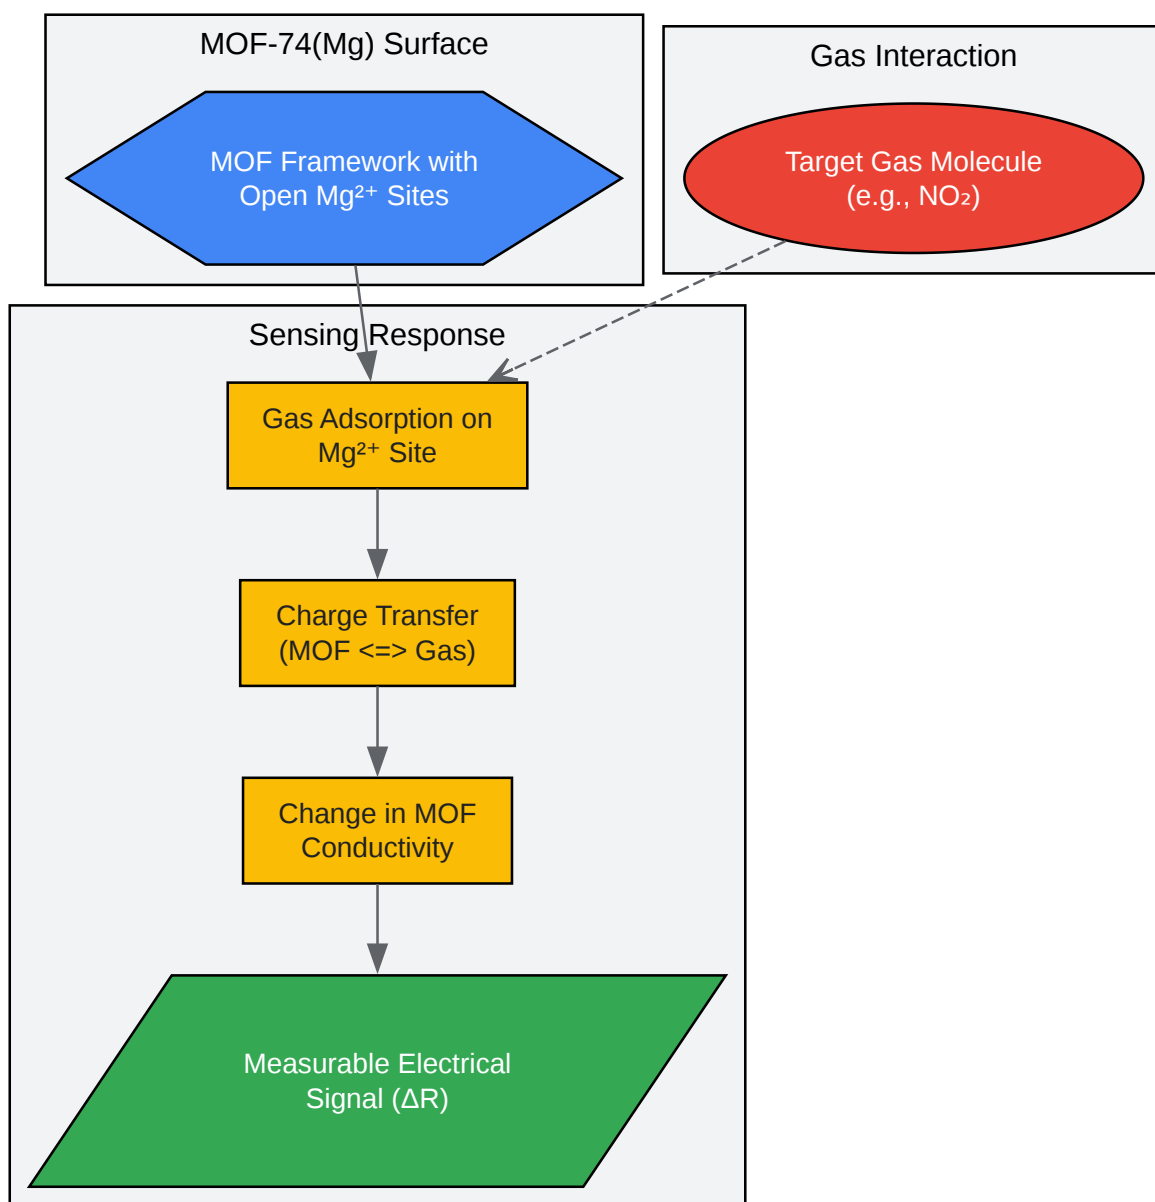 MOF-74(Mg) Surface
MOF Framework with
Open Mg²⁺ Sites
Gas Interaction
Target Gas Molecule
(e.g., NO₂)
Sensing Response
Gas Adsorption on
Mg²⁺ Site
Charge Transfer
(MOF <=> Gas)
Change in MOF
Conductivity
Measurable Electrical
Signal (ΔR)